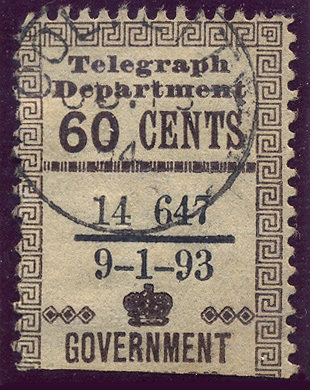 Telegraph
Department
60 CENTS
14 647
9-1-93
GOVERNMENT